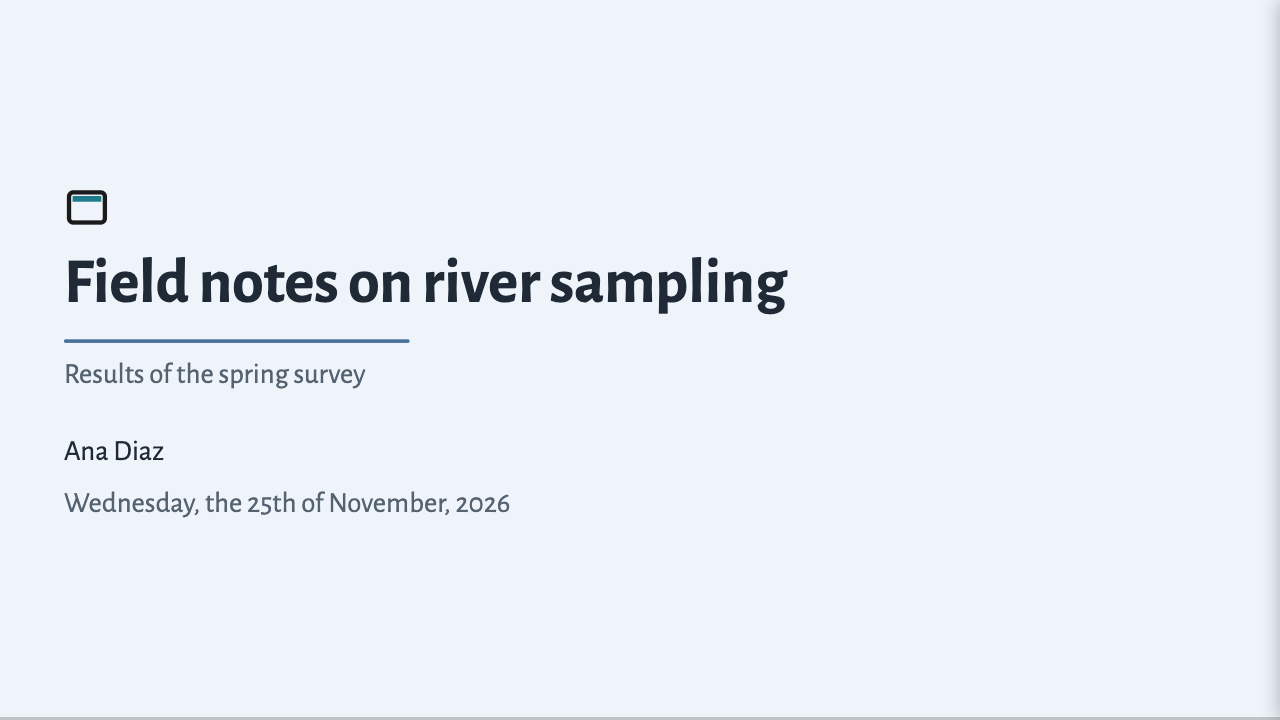 Field notes on river sampling
Results of the spring survey
Ana Diaz
Wednesday, the 25th of November, 2026